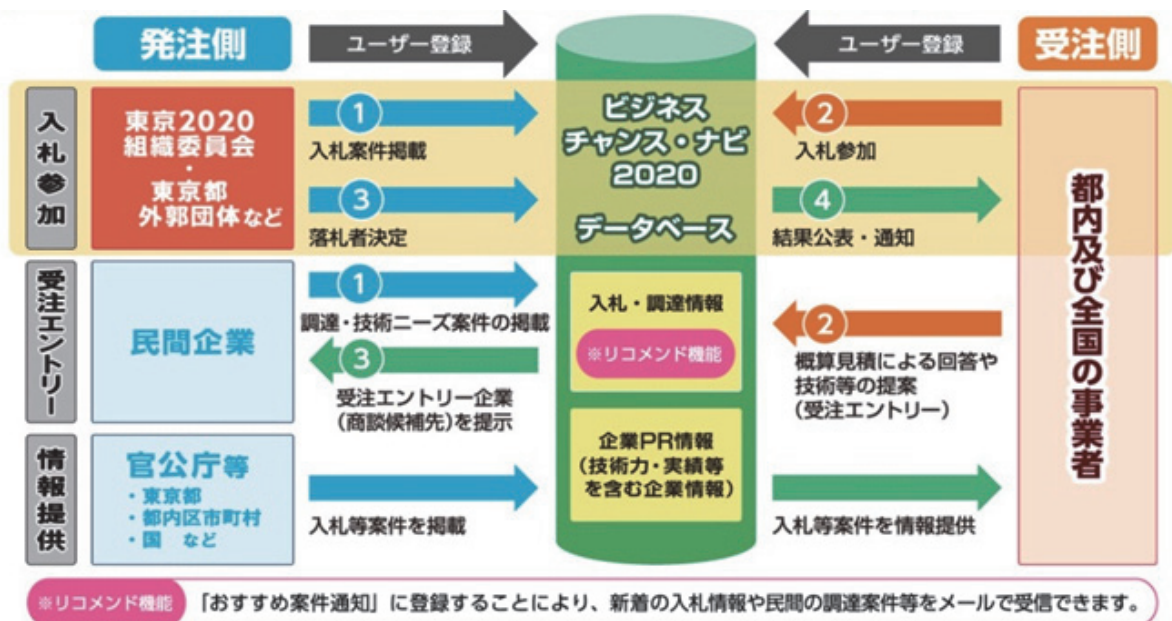 発注側
ユーザー登録
ユーザー登録
受注側
入札参加
東京2020
組織委員会
・
東京都
外郭団体など
①
入札案件掲載
③
落札者決定
ビジネス
チャンス・ナビ
2020
データベース
②
入札参加
④
結果公表・通知
都内及び全国の事業者
受注エントリー
民間企業
①
調達・技術ニーズ案件の掲載
③
受注エントリー企業
(商談候補先)を提示
入札・調達情報
※リコメンド機能
②
概算見積による回答や
技術等の提案
(受注エントリー)
情報提供
官公庁等
・東京都
・都内区市町村
・国 など
入札等案件を掲載
企業PR情報
(技術力・実績等
を含む企業情報)
入札等案件を情報提供
※リコメンド機能 「おすすめ案件通知」に登録することにより、新着の入札情報や民間の調達案件等をメールで受信できます。